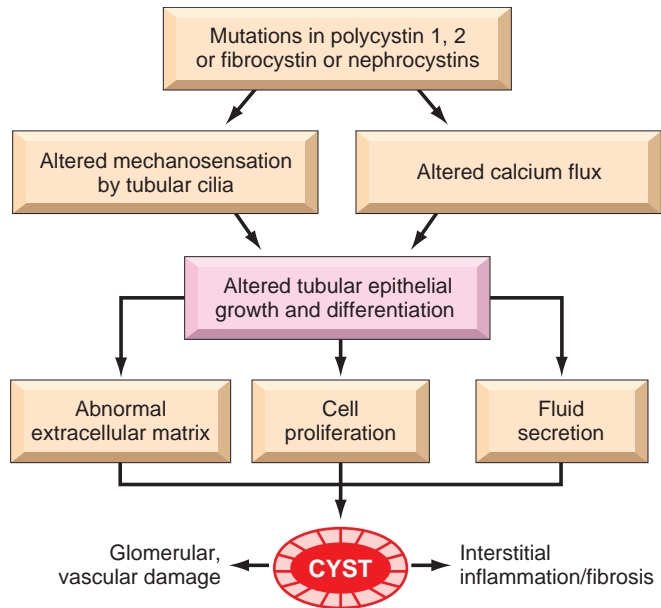 Mutations in polycystin 1, 2
or fibrocystin or nephrocystins
Altered mechanosensation
by tubular cilia
Altered calcium flux
Altered tubular epithelial
growth and differentiation
Abnormal
extracellular matrix
Cell
proliferation
Fluid
secretion
Glomerular,
vascular damage
CYST
Interstitial
inflammation/fibrosis